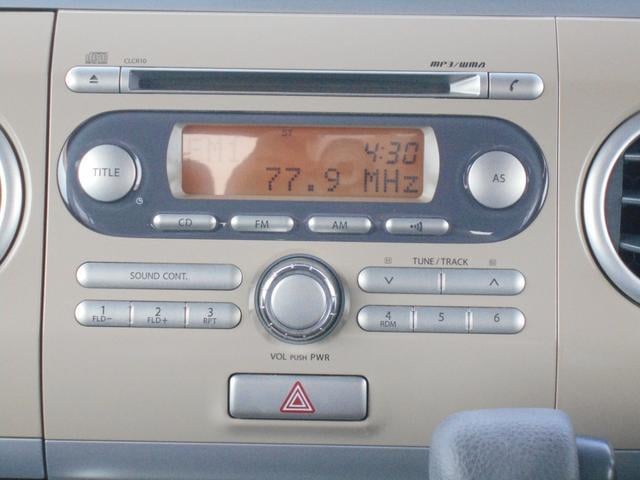 CLCR10
MP3/WMA
ST
FM1 4:30
77.9 MHz
TITLE
AS
CD FM AM
SOUND CONT.
TUNE/TRACK
1 2 3
FLD− FLD+ RPT
4 5 6
RDM
VOL PUSH PWR